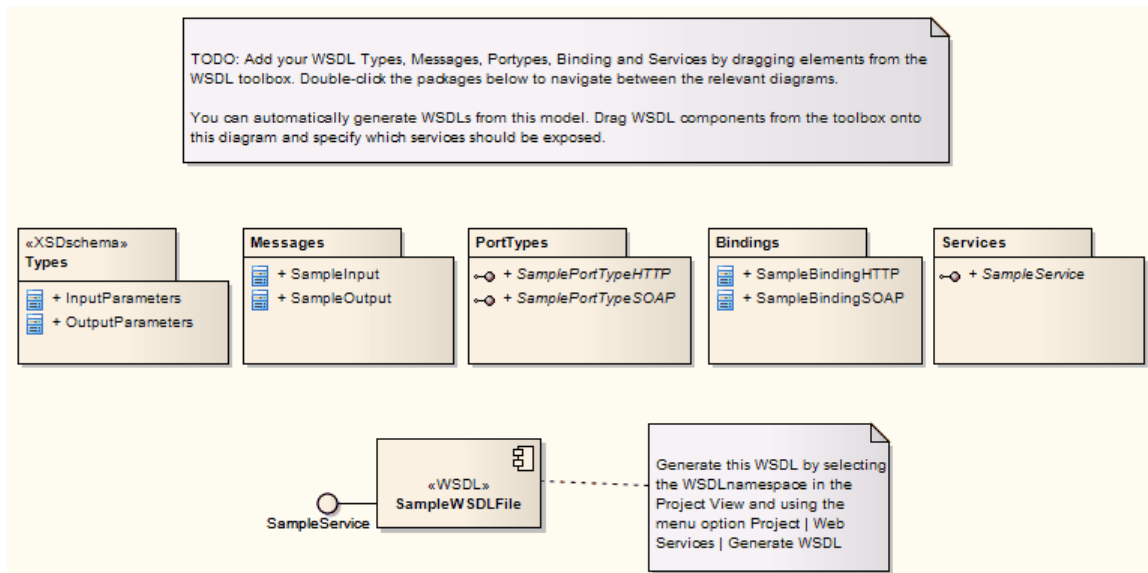 TODO: Add your WSDL Types, Messages, Portypes, Binding and Services by dragging elements from the
WSDL toolbox. Double-click the packages below to navigate between the relevant diagrams.
You can automatically generate WSDLs from this model. Drag WSDL components from the toolbox onto
this diagram and specify which services should be exposed.
«XSDschema»
Types
+ InputParameters
+ OutputParameters
Messages
+ SampleInput
+ SampleOutput
PortTypes
+ SamplePortTypeHTTP
+ SamplePortTypeSOAP
Bindings
+ SampleBindingHTTP
+ SampleBindingSOAP
Services
+ SampleService
«WSDL»
SampleWSDLFile
SampleService
Generate this WSDL by selecting
the WSDLnamespace in the
Project View and using the
menu option Project | Web
Services | Generate WSDL